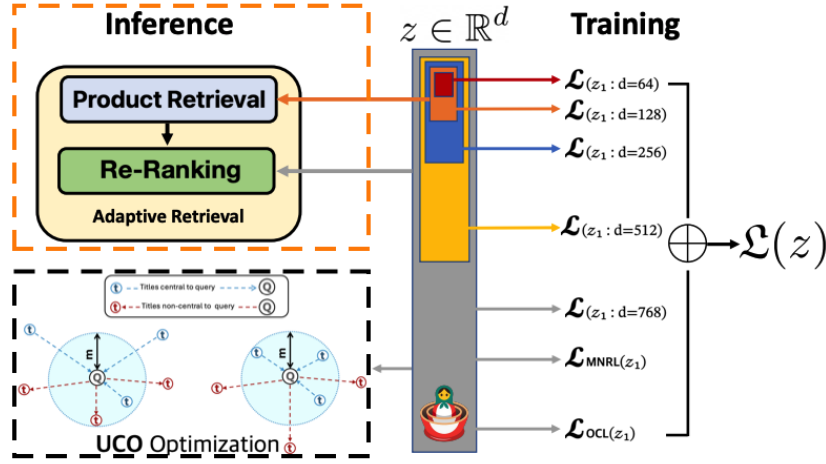 Inference
Product Retrieval
Re-Ranking
Adaptive Retrieval
z ∈ ℝ^d
Training
𝓛(z₁ : d=64)
𝓛(z₁ : d=128)
𝓛(z₁ : d=256)
𝓛(z₁ : d=512)
𝓛(z₁ : d=768)
𝓛MNRL(z₁)
𝓛OCL(z₁)
𝔏(z)
t Titles central to query Q
t Titles non-central to query Q
t t
m
Q
t t
t
t
t
t
m
t
Q
t t
t
t
UCO Optimization